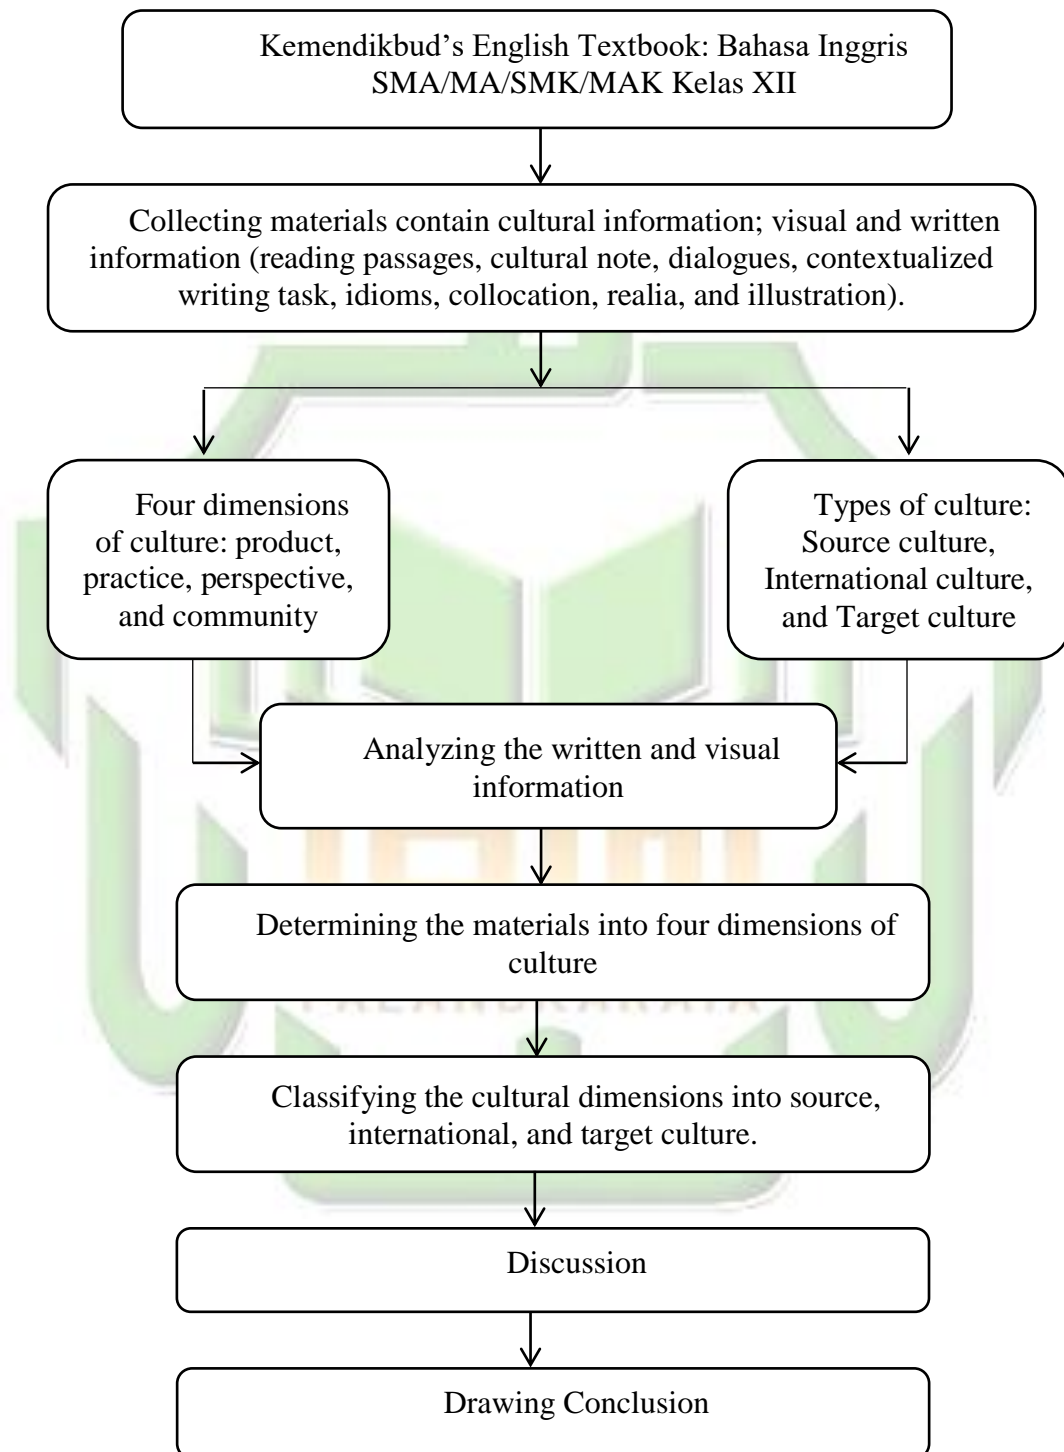 Kemendikbud's English Textbook: Bahasa Inggris
SMA/MA/SMK/MAK Kelas XII
Collecting materials contain cultural information; visual and written
information (reading passages, cultural note, dialogues, contextualized
writing task, idioms, collocation, realia, and illustration).
Four dimensions
of culture: product,
practice, perspective,
and community
Types of culture:
Source culture,
International culture,
and Target culture
Analyzing the written and visual
information
Determining the materials into four dimensions of
culture
PALANGKARAYA
Classifying the cultural dimensions into source,
international, and target culture.
Discussion
Drawing Conclusion